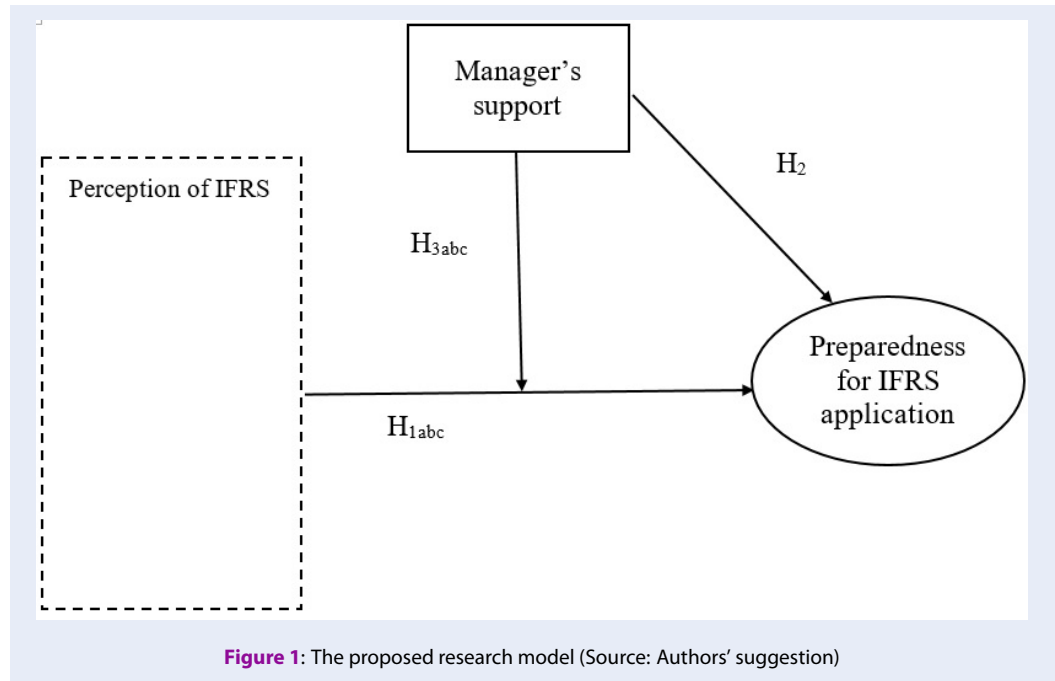 Manager’s
support
Perception of IFRS
H2
H3abc
Preparedness
for IFRS
application
H1abc
Figure 1: The proposed research model (Source: Authors’ suggestion)